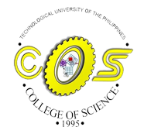 TECHNOLOGICAL UNIVERSITY OF THE PHILIPPINES
COS
COLLEGE OF SCIENCE
• 1995 •